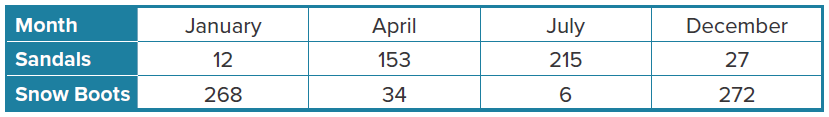 Month January April July December
Sandals 12 153 215 27
Snow Boots 268 34 6 272